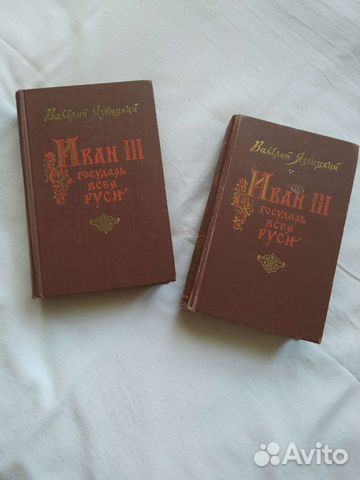 Валерий Язвицкий
Иван III
государь
всея
Руси
Валерий Язвицкий
Иван III
государь
всея
Руси
Avito